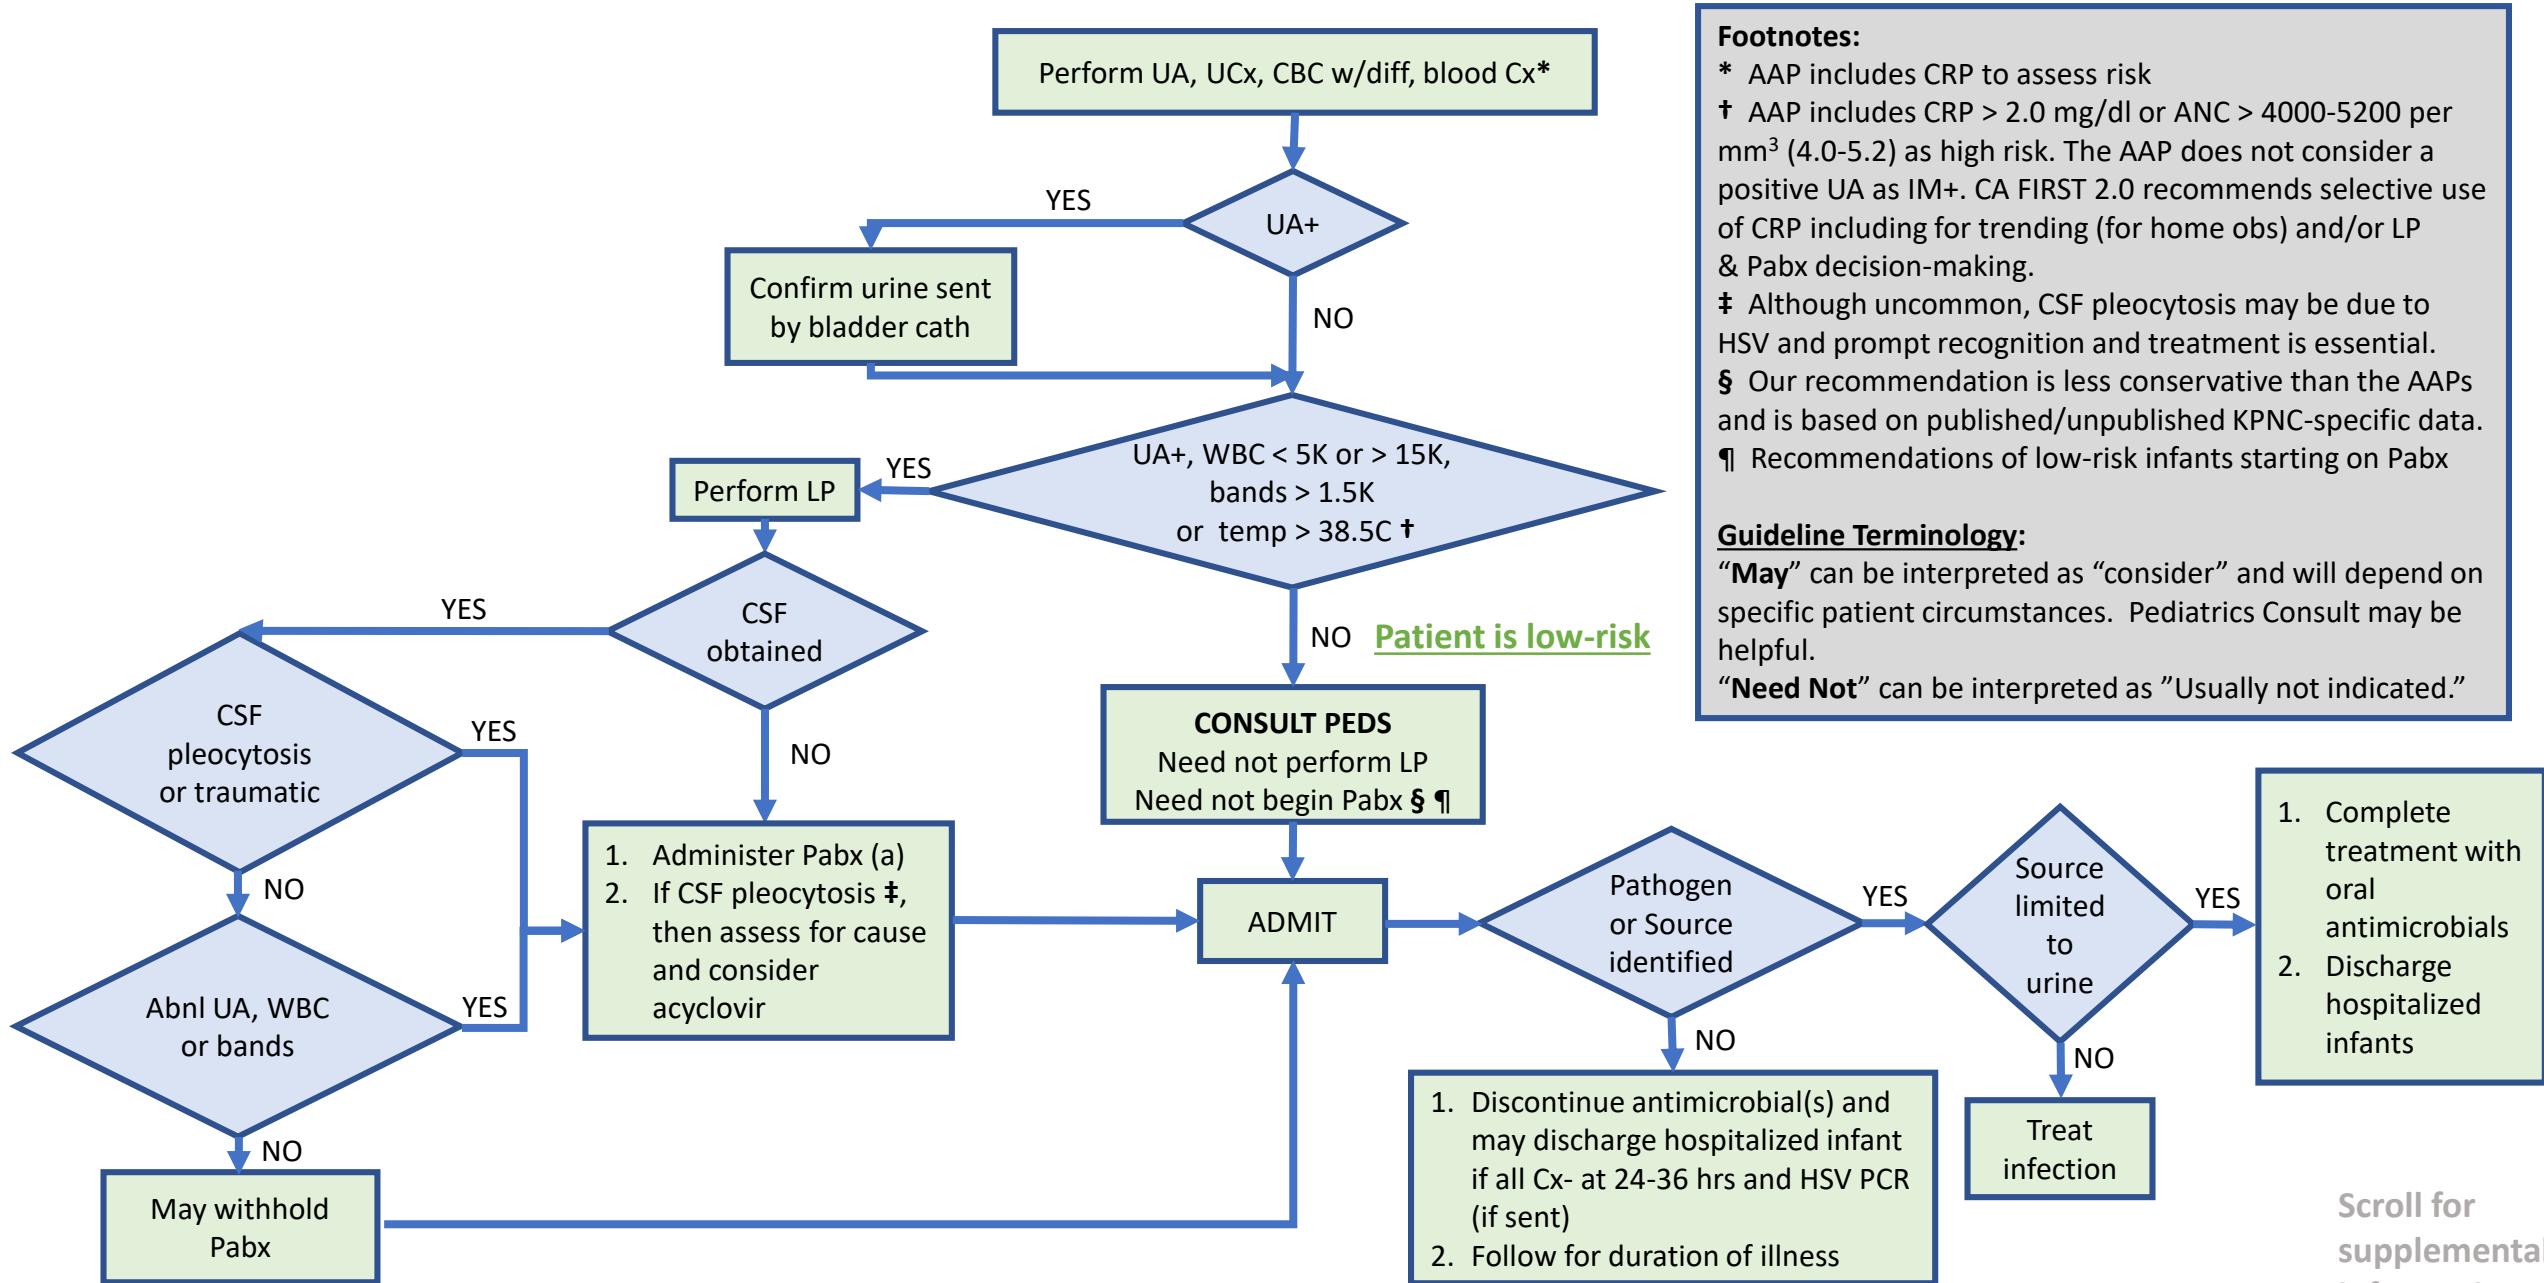 Perform UA, UCx, CBC w/diff, blood Cx*
UA+
YES
NO
Confirm urine sent
by bladder cath
UA+, WBC < 5K or > 15K,
bands > 1.5K
or temp > 38.5C †
YES
NO
Patient is low-risk
Perform LP
CSF
obtained
YES
NO
CSF
pleocytosis
or traumatic
YES
NO
Abnl UA, WBC
or bands
YES
NO
May withhold
Pabx
1. Administer Pabx (a)
2. If CSF pleocytosis ‡,
then assess for cause
and consider
acyclovir
CONSULT PEDS
Need not perform LP
Need not begin Pabx § ¶
ADMIT
Pathogen
or Source
identified
YES
NO
1. Discontinue antimicrobial(s) and
may discharge hospitalized infant
if all Cx- at 24-36 hrs and HSV PCR
(if sent)
2. Follow for duration of illness
Source
limited
to
urine
YES
NO
Treat
infection
1. Complete
treatment with
oral
antimicrobials
2. Discharge
hospitalized
infants
Footnotes:
* AAP includes CRP to assess risk
† AAP includes CRP > 2.0 mg/dl or ANC > 4000-5200 per
mm3 (4.0-5.2) as high risk. The AAP does not consider a
positive UA as IM+. CA FIRST 2.0 recommends selective use
of CRP including for trending (for home obs) and/or LP
& Pabx decision-making.
‡ Although uncommon, CSF pleocytosis may be due to
HSV and prompt recognition and treatment is essential.
§ Our recommendation is less conservative than the AAPs
and is based on published/unpublished KPNC-specific data.
¶ Recommendations of low-risk infants starting on Pabx
Guideline Terminology:
“May” can be interpreted as “consider” and will depend on
specific patient circumstances. Pediatrics Consult may be
helpful.
“Need Not” can be interpreted as ”Usually not indicated.”
Scroll for
supplemental